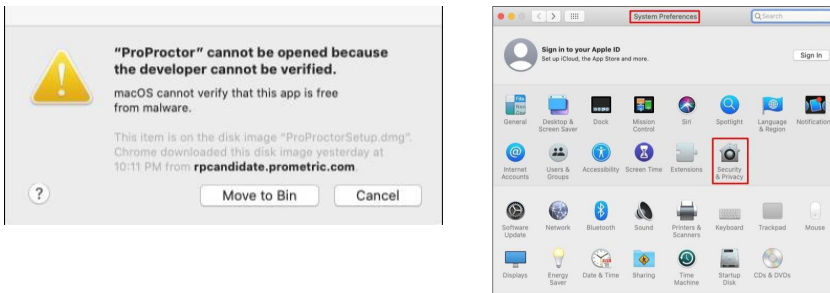 "ProProctor" cannot be opened because
the developer cannot be verified.
macOS cannot verify that this app is free
from malware.
This item is on the disk image "ProProctorSetup.dmg".
Chrome downloaded this disk image yesterday at
10:11 PM from rpcandidate.prometric.com.
?
Move to Bin
Cancel
System Preferences
Search
Sign in to your Apple ID
Set up iCloud, the App Store and more.
Sign In
General
Desktop &
Screen Saver
Dock
Mission
Control
Siri
Spotlight
Language
& Region
Notification
Internet
Accounts
Users &
Groups
Accessibility
Screen Time
Extensions
Security
& Privacy
Software
Update
Network
Bluetooth
Sound
Printers &
Scanners
Keyboard
Trackpad
Mouse
Displays
Energy
Saver
Date & Time
Sharing
Time
Machine
Startup
Disk
CDs & DVDs